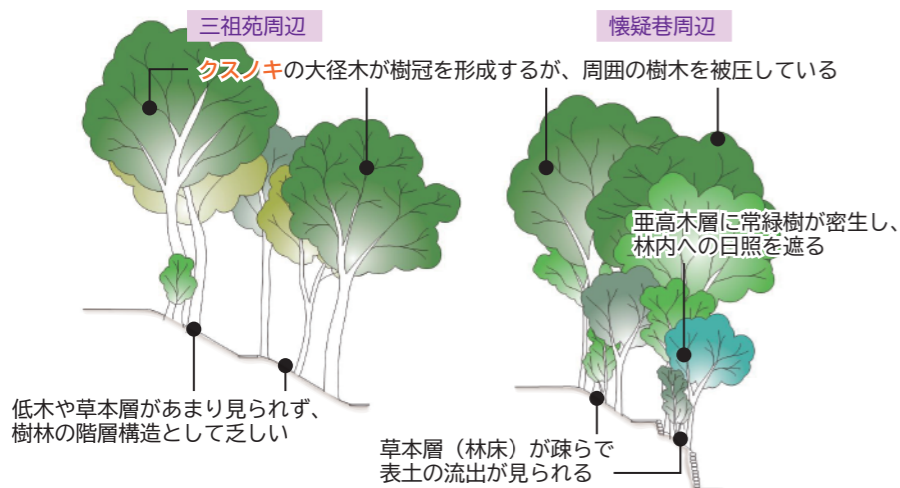 三祖苑周辺
懐疑巷周辺
クスノキの大径木が樹冠を形成するが、周囲の樹木を被圧している
亜高木層に常緑樹が密生し、
林内への日照を遮る
低木や草本層があまり見られず、
樹林の階層構造として乏しい
草本層（林床）が疎らで
表土の流出が見られる